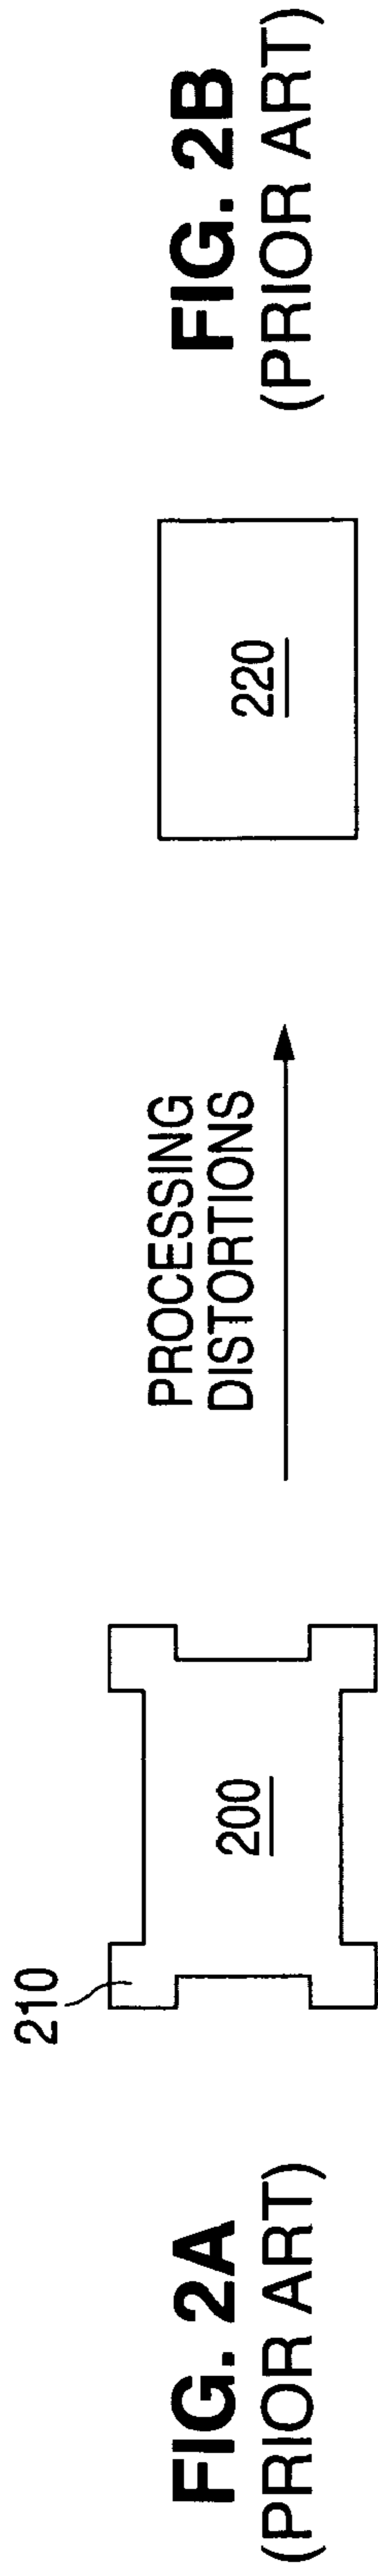 210
200
FIG. 2A
(PRIOR ART)
PROCESSING
DISTORTIONS
220
FIG. 2B
(PRIOR ART)